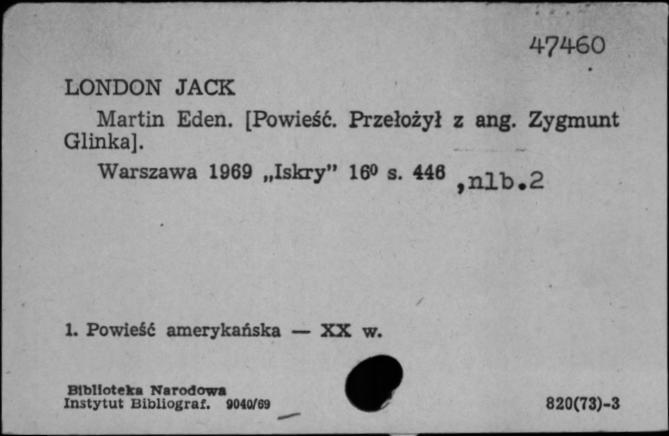 47460
LONDON JACK
Martin Eden. [Powieść. Przełożył z ang. Zygmunt
Glinka].
Warszawa 1969 „Iskry” 16⁰ s. 446 ,nlb.2
1. Powieść amerykańska — XX w.
Biblioteka Narodowa
Instytut Bibliograf. 9040/69
820(73)-3